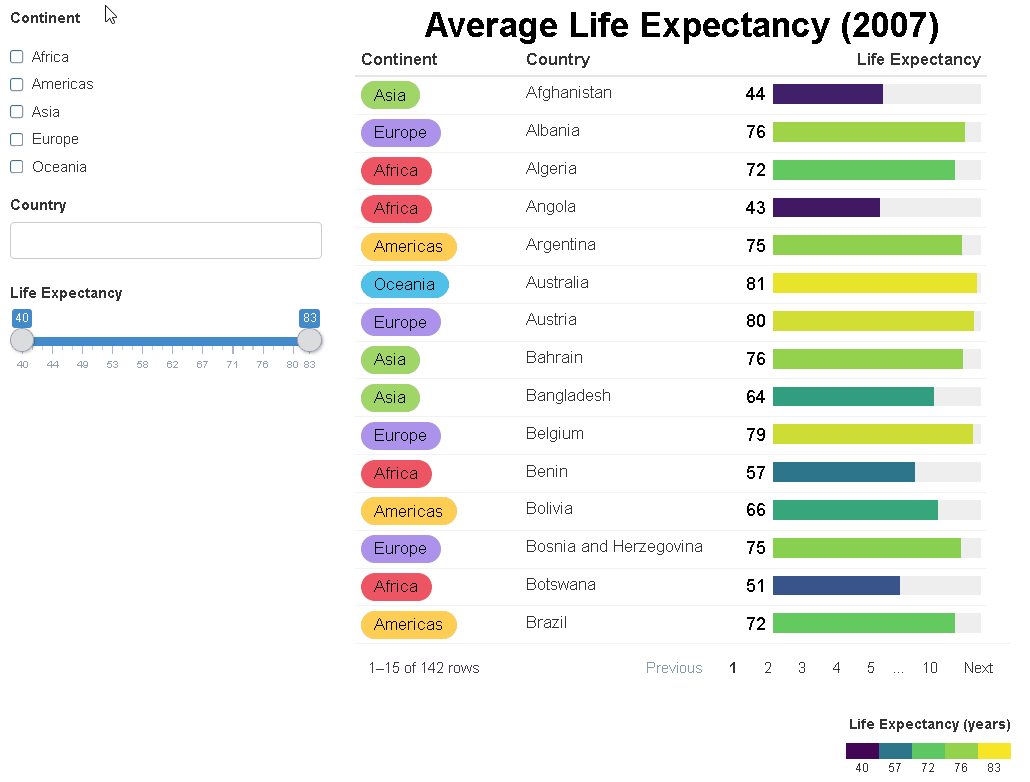 Continent
Africa
Americas
Asia
Europe
Oceania
Country
Life Expectancy
40 83
40 44 49 53 58 62 67 71 76 80 83
Average Life Expectancy (2007)
Continent Country Life Expectancy
Asia Afghanistan 44
Europe Albania 76
Africa Algeria 72
Africa Angola 43
Americas Argentina 75
Oceania Australia 81
Europe Austria 80
Asia Bahrain 76
Asia Bangladesh 64
Europe Belgium 79
Africa Benin 57
Americas Bolivia 66
Europe Bosnia and Herzegovina 75
Africa Botswana 51
Americas Brazil 72
1–15 of 142 rows Previous 1 2 3 4 5 ... 10 Next
Life Expectancy (years)
40 57 72 76 83